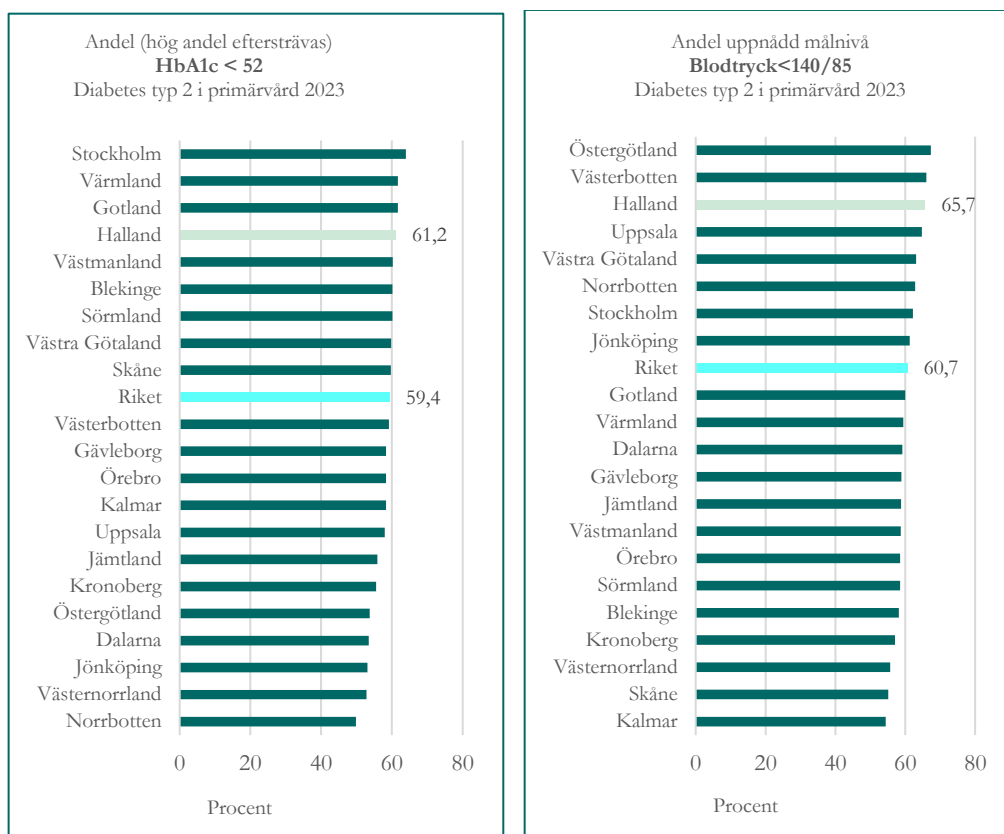 Andel (hög andel eftersträvas)
HbA1c < 52
Diabetes typ 2 i primärvård 2023
Stockholm
Värmland
Gotland
Halland 61,2
Västmanland
Blekinge
Sörmland
Västra Götaland
Skåne
Riket 59,4
Västerbotten
Gävleborg
Örebro
Kalmar
Uppsala
Jämtland
Kronoberg
Östergötland
Dalarna
Jönköping
Västernorrland
Norrbotten
0 20 40 60 80
Procent
Andel uppnådd målnivå
Blodtryck<140/85
Diabetes typ 2 i primärvård 2023
Östergötland
Västerbotten
Halland 65,7
Uppsala
Västra Götaland
Norrbotten
Stockholm
Jönköping
Riket 60,7
Gotland
Värmland
Dalarna
Gävleborg
Jämtland
Västmanland
Örebro
Sörmland
Blekinge
Kronoberg
Västernorrland
Skåne
Kalmar
0 20 40 60 80
Procent